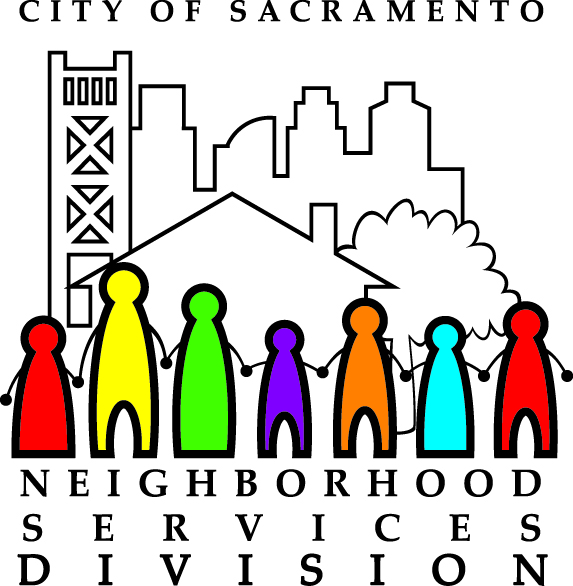 CITY OF SACRAMENTO
NEIGHBORHOOD
SERVICES
DIVISION